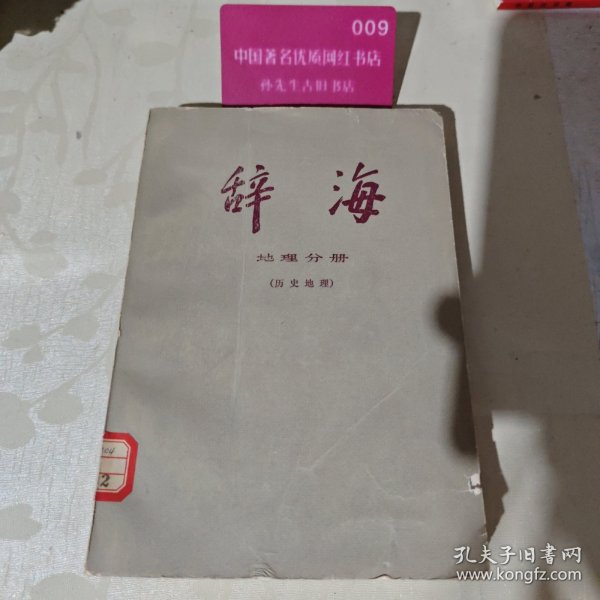 009
中国著名优质网红书店
孙先生古旧书店
辞海
地理分册
(历史地理)
2
孔夫子旧书网
www.kongfz.com